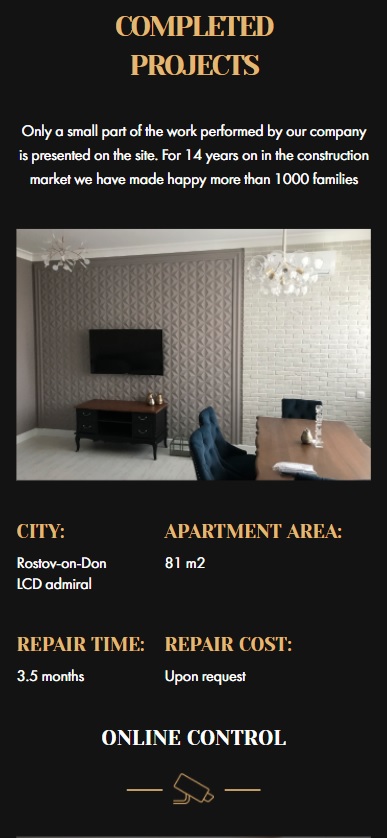 COMPLETED
PROJECTS
Only a small part of the work performed by our company
is presented on the site. For 14 years on in the construction
market we have made happy more than 1000 families
CITY:
Rostov-on-Don
LCD admiral
APARTMENT AREA:
81 m2
REPAIR TIME:
3.5 months
REPAIR COST:
Upon request
ONLINE CONTROL